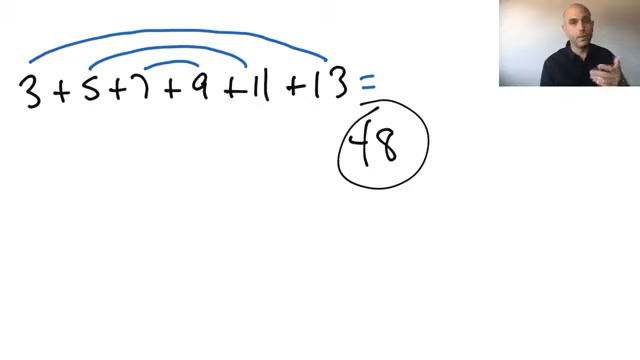 3 + 5 + 7 + 9 + 11 + 13 =
48